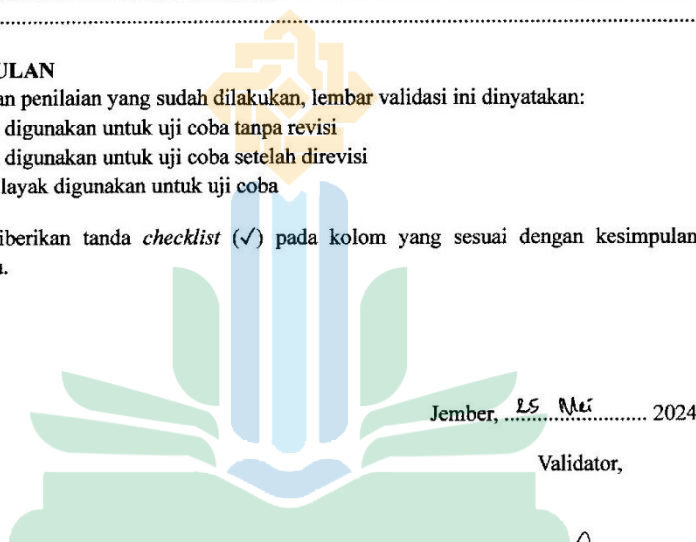 ULAN
an penilaian yang sudah dilakukan, lembar validasi ini dinyatakan:
digunakan untuk uji coba tanpa revisi
digunakan untuk uji coba setelah direvisi
layak digunakan untuk uji coba
iberikan tanda checklist (✓) pada kolom yang sesuai dengan kesimpulan
Jember, 25 Mei 2024
Validator,